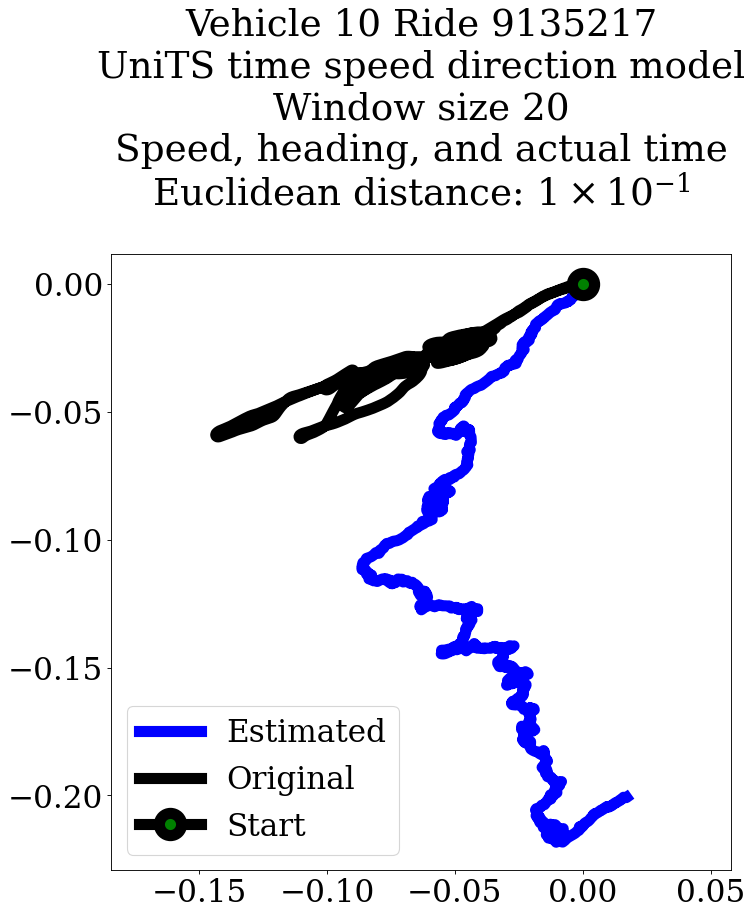 Vehicle 10 Ride 9135217
UniTS time speed direction model
Window size 20
Speed, heading, and actual time
Euclidean distance: 1 × 10⁻¹
0.00
−0.05
−0.10
−0.15
−0.20
Estimated
Original
Start
−0.15 −0.10 −0.05 0.00 0.05